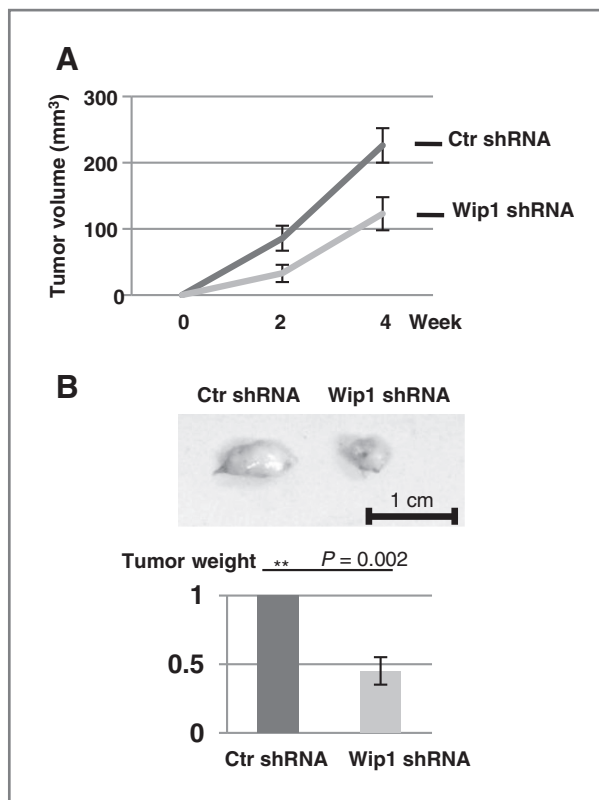 A
Tumor volume (mm³)
300
200
100
0
0 2 4 Week
Ctr shRNA
Wip1 shRNA
B
Ctr shRNA Wip1 shRNA
1 cm
Tumor weight ** P = 0.002
1
0.5
0
Ctr shRNA Wip1 shRNA